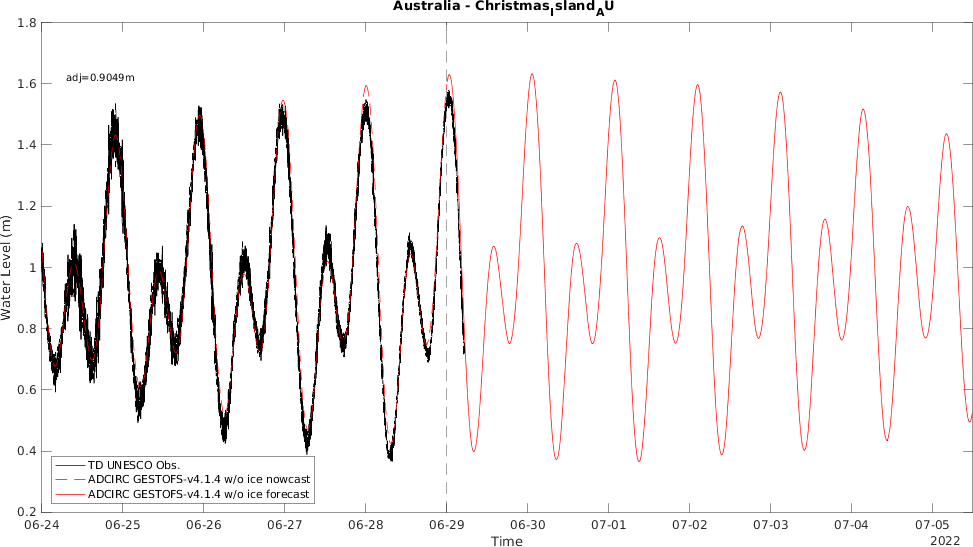 Australia - Christmas_Island_AU
1.8
1.6
1.4
1.2
1
0.8
0.6
0.4
0.2
Water Level (m)
adj=0.9049m
TD UNESCO Obs.
ADCIRC GESTOFS-v4.1.4 w/o ice nowcast
ADCIRC GESTOFS-v4.1.4 w/o ice forecast
06-24 06-25 06-26 06-27 06-28 06-29 06-30 07-01 07-02 07-03 07-04 07-05
Time
2022